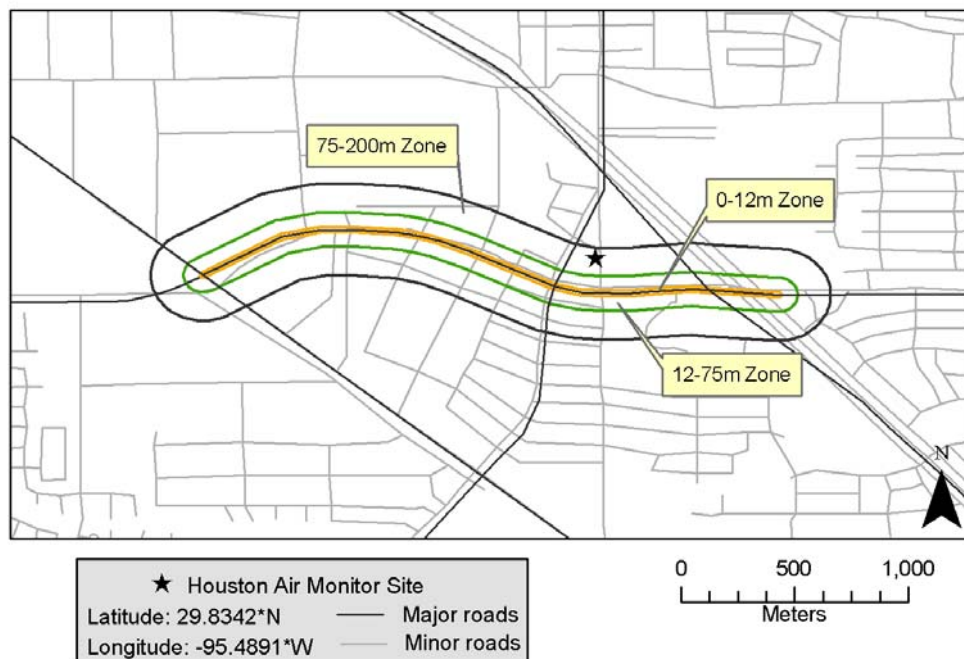 75-200m Zone
0-12m Zone
12-75m Zone
N
★ Houston Air Monitor Site
Latitude: 29.8342*N
Major roads
Longitude: -95.4891*W
Minor roads
0 500 1,000
Meters